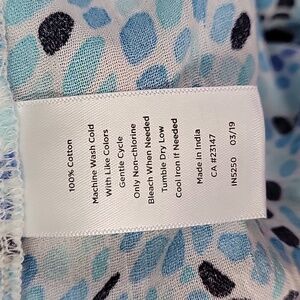 100% Cotton
Machine Wash Cold
With Like Colors
Gentle Cycle
Only Non-chlorine
Bleach When Needed
Tumble Dry Low
Cool Iron If Needed
Made in India
CA #23147
IN5250 03/19